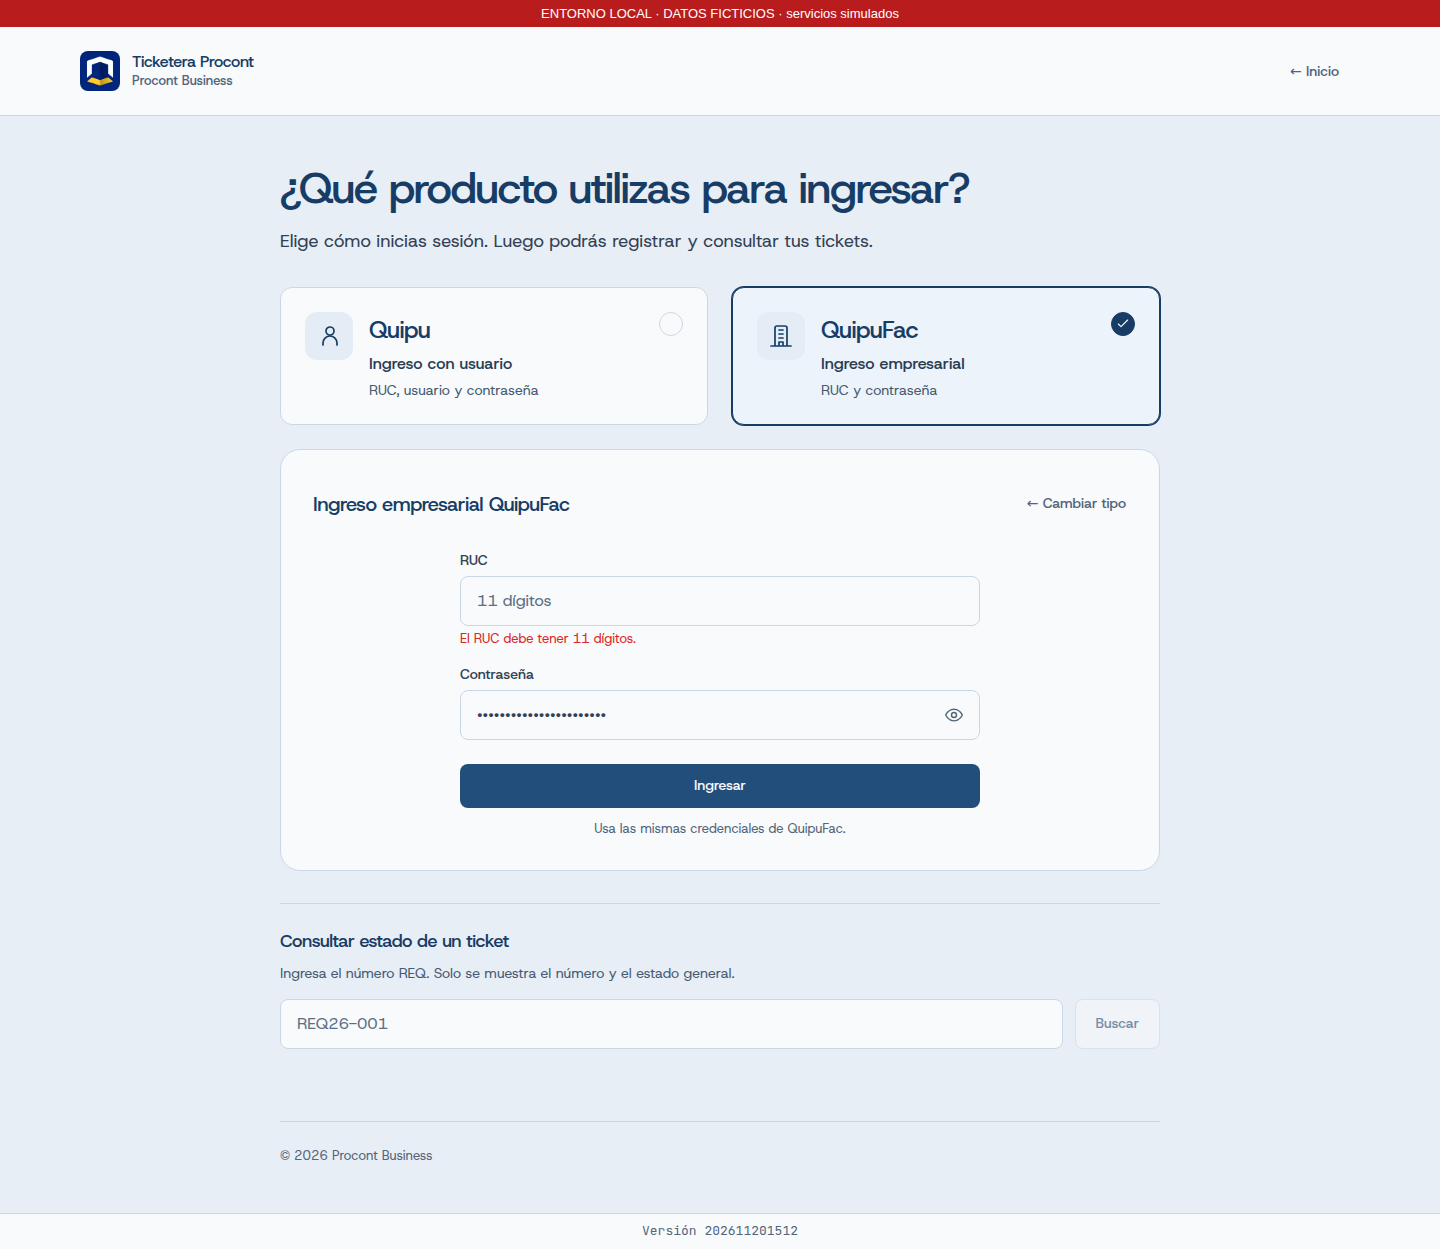 ENTORNO LOCAL · DATOS FICTICIOS · servicios simulados
Ticketera Procont
Procont Business
← Inicio
¿Qué producto utilizas para ingresar?
Elige cómo inicias sesión. Luego podrás registrar y consultar tus tickets.
Quipu
Ingreso con usuario
RUC, usuario y contraseña
QuipuFac
Ingreso empresarial
RUC y contraseña
Ingreso empresarial QuipuFac
← Cambiar tipo
RUC
11 dígitos
El RUC debe tener 11 dígitos.
Contraseña
•••••••••••••••••••••••
Ingresar
Usa las mismas credenciales de QuipuFac.
Consultar estado de un ticket
Ingresa el número REQ. Solo se muestra el número y el estado general.
REQ26-001
Buscar
© 2026 Procont Business
Versión 202611201512